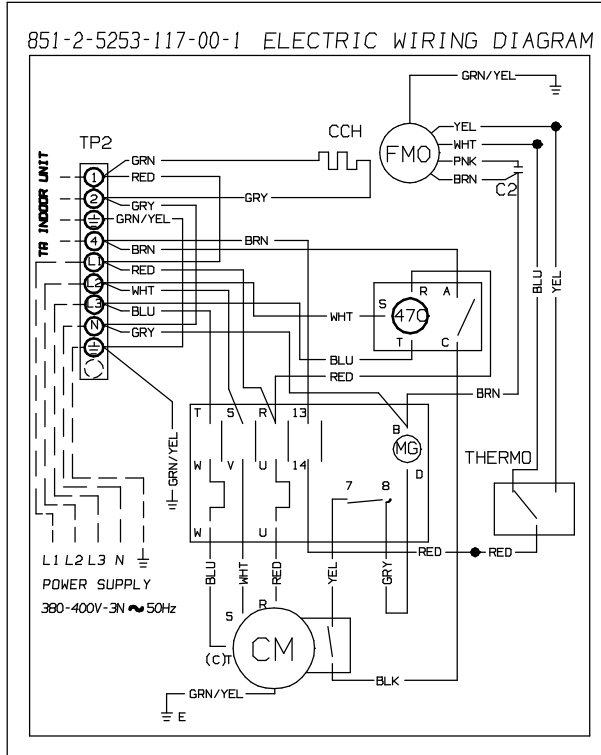 851-2-5253-117-00-1 ELECTRIC WIRING DIAGRAM
GRN/YEL
TP2
CCH
FMO
YEL
WHT
PNK
BRN
C2
TA INDOOR UNIT
1
GRN
RED
2
GRY
GRY
GRN/YEL
4
BRN
BRN
L1
RED
L2
WHT
L3
BLU
N
GRY
BLU
YEL
R A
S
47C
WHT
T C
BLU
RED
BRN
T S R 13
B
MG
D
W V U 14
7 8
W U
GRN/YEL
THERMO
RED
RED
L1 L2 L3 N
POWER SUPPLY
380-400V-3N ~ 50Hz
BLU
WHT
RED
YEL
GRY
S
R
(C)T
CM
BLK
GRN/YEL
E